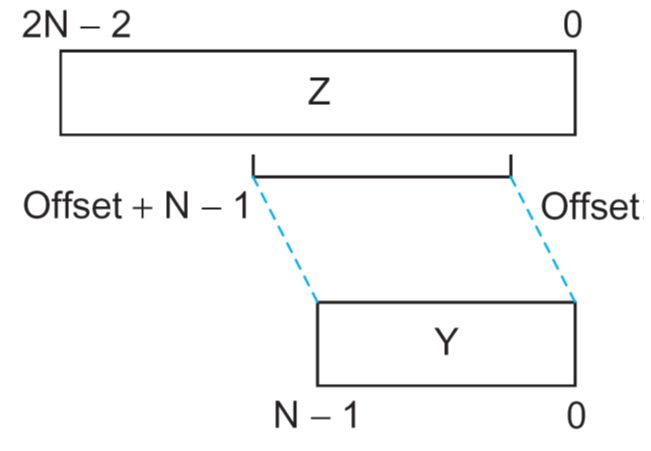 2N – 2 0
Z
Offset + N – 1 Offset
Y
N – 1 0